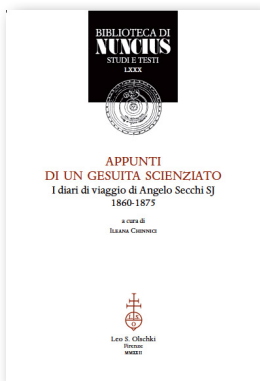 BIBLIOTECA DI
NUNCIUS
STUDI E TESTI
LXXX
APPUNTI
DI UN GESUITA SCIENZIATO
I diari di viaggio di Angelo Secchi SJ
1860-1875
a cura di
Ileana Chinnici
Leo S. Olschki
Firenze